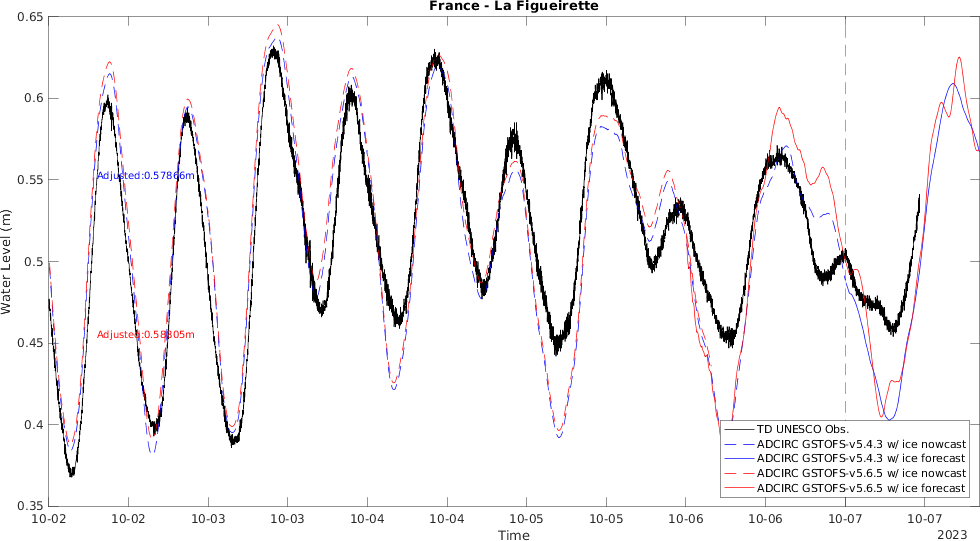 France - La Figueirette
0.65
0.6
0.55
0.5
0.45
0.4
0.35
Water Level (m)
Adjusted:0.57866m
Adjusted:0.58305m
TD UNESCO Obs.
ADCIRC GSTOFS-v5.4.3 w/ ice nowcast
ADCIRC GSTOFS-v5.4.3 w/ ice forecast
ADCIRC GSTOFS-v5.6.5 w/ ice nowcast
ADCIRC GSTOFS-v5.6.5 w/ ice forecast
10-02 10-02 10-03 10-03 10-04 10-04 10-05 10-05 10-06 10-06 10-07 10-07
Time
2023